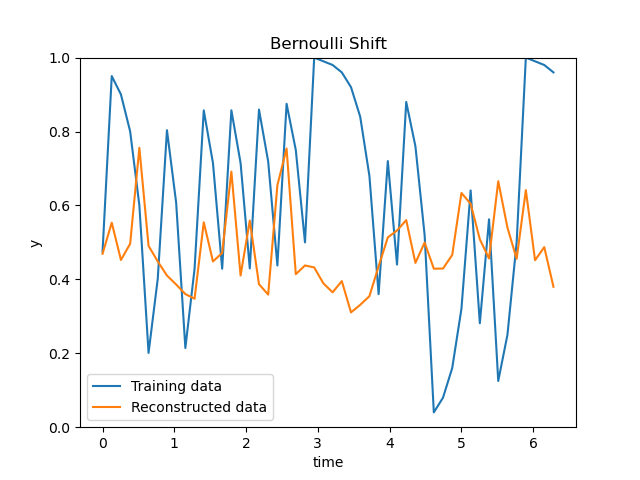 Bernoulli Shift
y
1.0
0.8
0.6
0.4
0.2
0.0
Training data
Reconstructed data
0 1 2 3 4 5 6
time